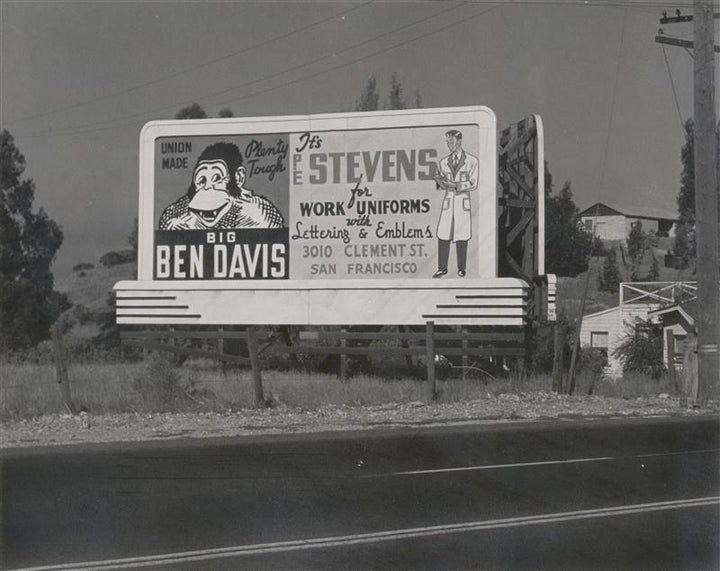 UNION
MADE
Plenty
Tough
BIG
BEN DAVIS
It's
PE STEVENS
for
WORK UNIFORMS
with
Lettering & Emblems
3010 CLEMENT ST.
SAN FRANCISCO